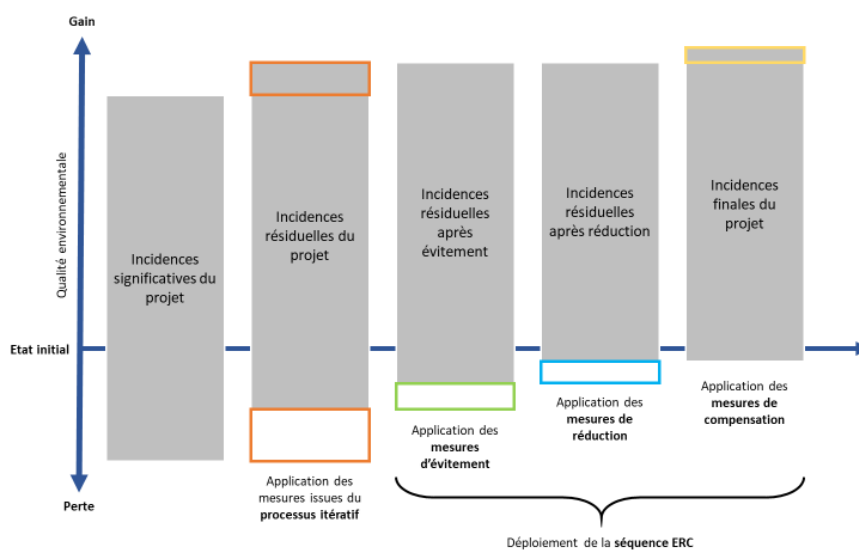 Gain
Qualité environnementale
Etat initial
Perte
Incidences
significatives du
projet
Incidences
résiduelles du
projet
Application des
mesures issues du
processus itératif
Incidences
résiduelles
après
évitement
Application des
mesures
d'évitement
Incidences
résiduelles
après réduction
Application des
mesures de
réduction
Incidences
finales du
projet
Application des
mesures de
compensation
Déploiement de la séquence ERC